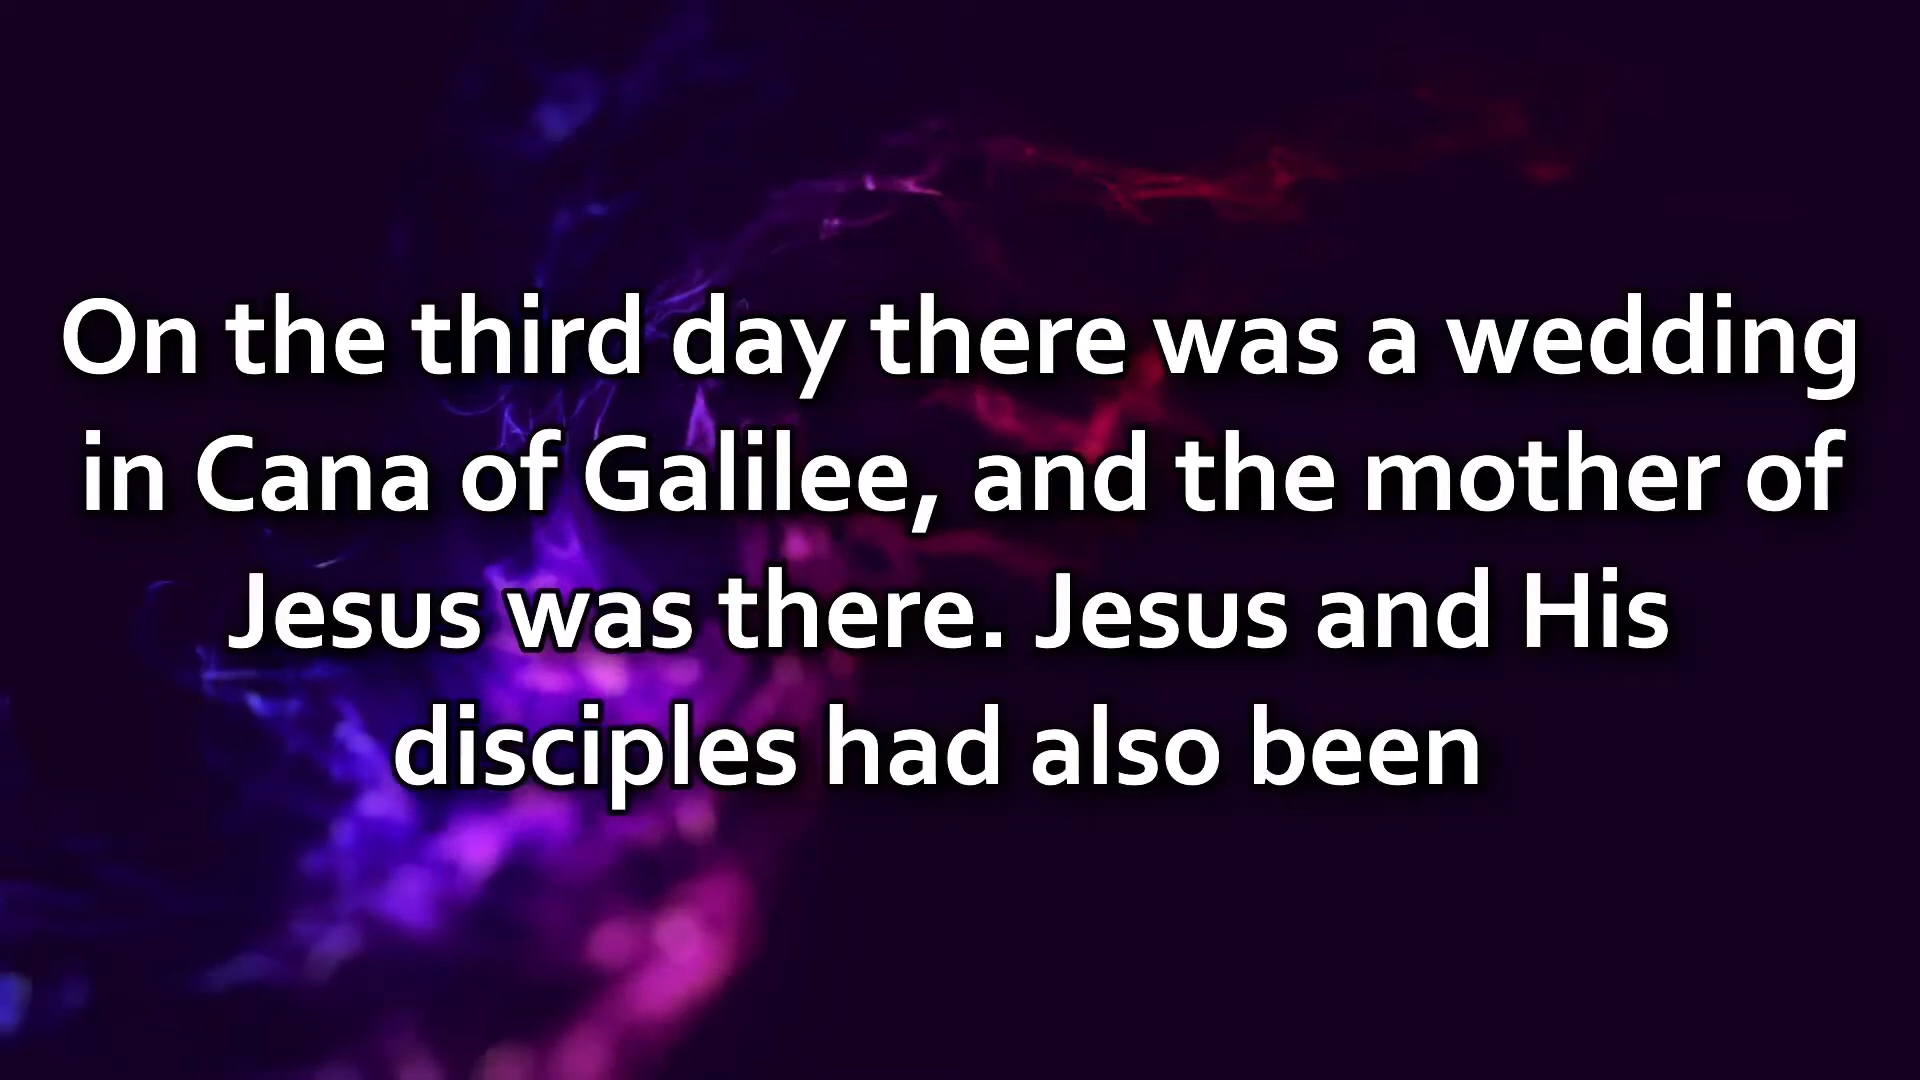 On the third day there was a wedding
in Cana of Galilee, and the mother of
Jesus was there. Jesus and His
disciples had also been